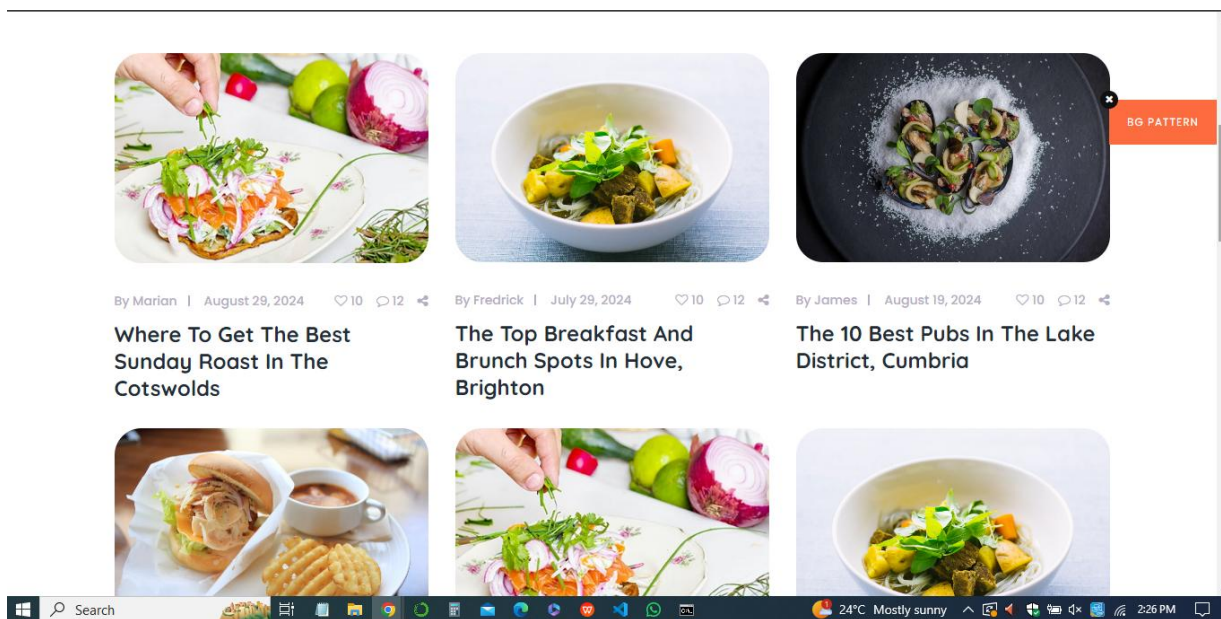 BG PATTERN
By Marian | August 29, 2024 10 12
Where To Get The Best
Sunday Roast In The
Cotswolds
By Fredrick | July 29, 2024 10 12
The Top Breakfast And
Brunch Spots In Hove,
Brighton
By James | August 19, 2024 10 12
The 10 Best Pubs In The Lake
District, Cumbria
Search
24°C Mostly sunny
2:26 PM